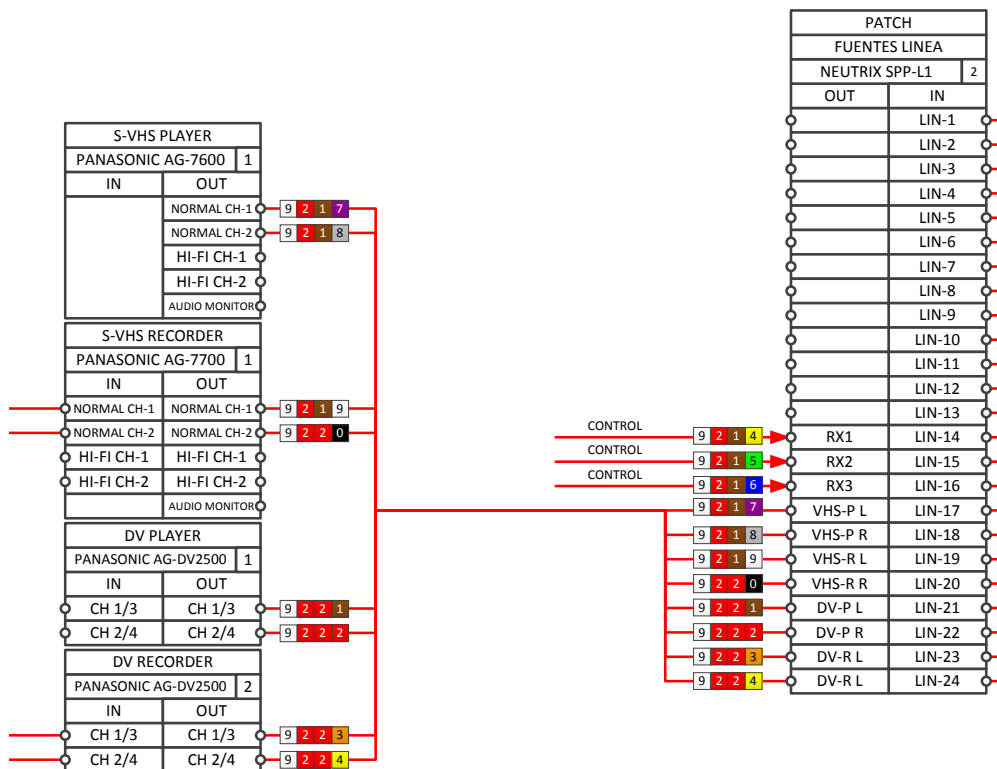 S-VHS PLAYER
PANASONIC AG-7600 1
IN OUT
NORMAL CH-1 9 2 1 7
NORMAL CH-2 9 2 1 8
HI-FI CH-1
HI-FI CH-2
AUDIO MONITOR
S-VHS RECORDER
PANASONIC AG-7700 1
IN OUT
NORMAL CH-1 NORMAL CH-1 9 2 1 9
NORMAL CH-2 NORMAL CH-2 9 2 2 0
HI-FI CH-1 HI-FI CH-1
HI-FI CH-2 HI-FI CH-2
AUDIO MONITOR
DV PLAYER
PANASONIC AG-DV2500 1
IN OUT
CH 1/3 CH 1/3 9 2 2 1
CH 2/4 CH 2/4 9 2 2 2
DV RECORDER
PANASONIC AG-DV2500 2
IN OUT
CH 1/3 CH 1/3 9 2 2 3
CH 2/4 CH 2/4 9 2 2 4
PATCH
FUENTES LINEA
NEUTRIX SPP-L1 2
OUT IN
LIN-1
LIN-2
LIN-3
LIN-4
LIN-5
LIN-6
LIN-7
LIN-8
LIN-9
LIN-10
LIN-11
LIN-12
LIN-13
CONTROL 9 2 1 4 RX1 LIN-14
CONTROL 9 2 1 5 RX2 LIN-15
CONTROL 9 2 1 6 RX3 LIN-16
9 2 1 7 VHS-P L LIN-17
9 2 1 8 VHS-P R LIN-18
9 2 1 9 VHS-R L LIN-19
9 2 2 0 VHS-R R LIN-20
9 2 2 1 DV-P L LIN-21
9 2 2 2 DV-P R LIN-22
9 2 2 3 DV-R L LIN-23
9 2 2 4 DV-R L LIN-24